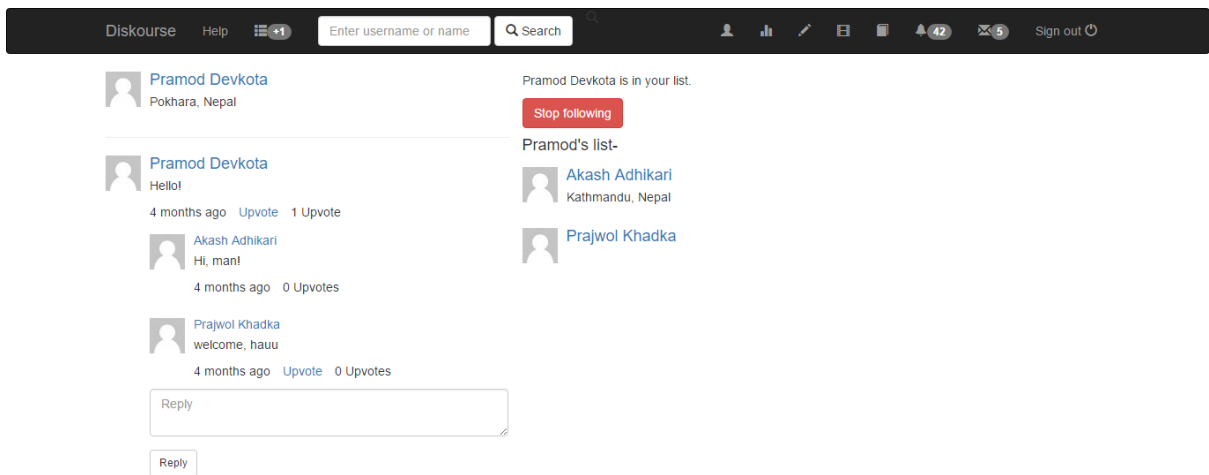 Diskourse Help +1 Enter username or name Search 42 5 Sign out
Pramod Devkota
Pokhara, Nepal
Pramod Devkota
Hello!
4 months ago Upvote 1 Upvote
Akash Adhikari
Hi, man!
4 months ago 0 Upvotes
Prajwol Khadka
welcome, hauu
4 months ago Upvote 0 Upvotes
Reply
Reply
Pramod Devkota is in your list.
Stop following
Pramod's list-
Akash Adhikari
Kathmandu, Nepal
Prajwol Khadka